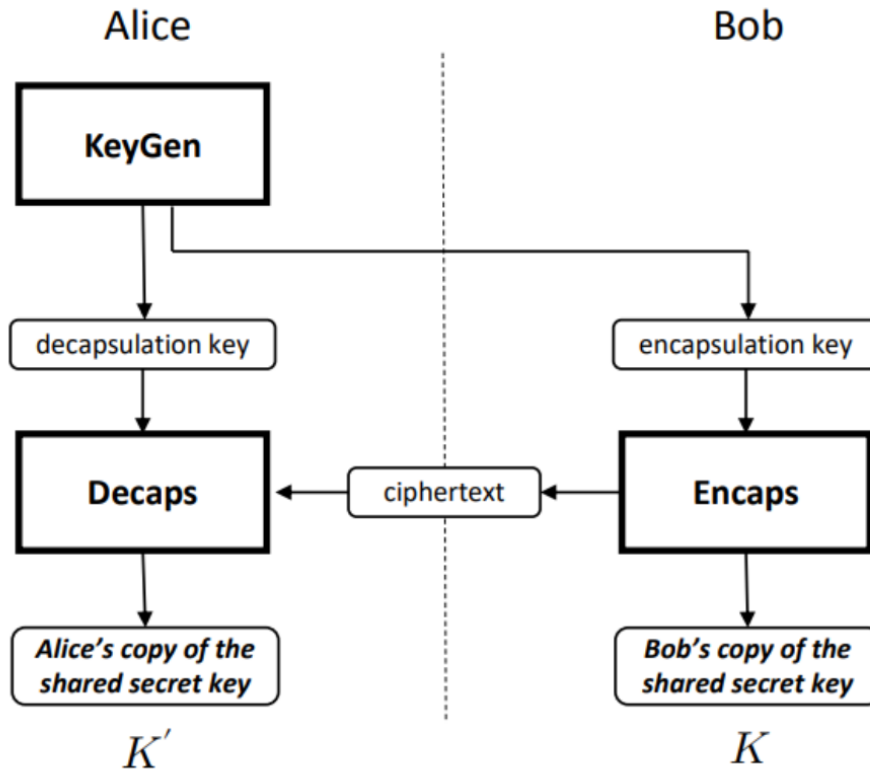 Alice
Bob
KeyGen
decapsulation key
encapsulation key
Decaps
ciphertext
Encaps
Alice's copy of the
shared secret key
Bob's copy of the
shared secret key
K′
K